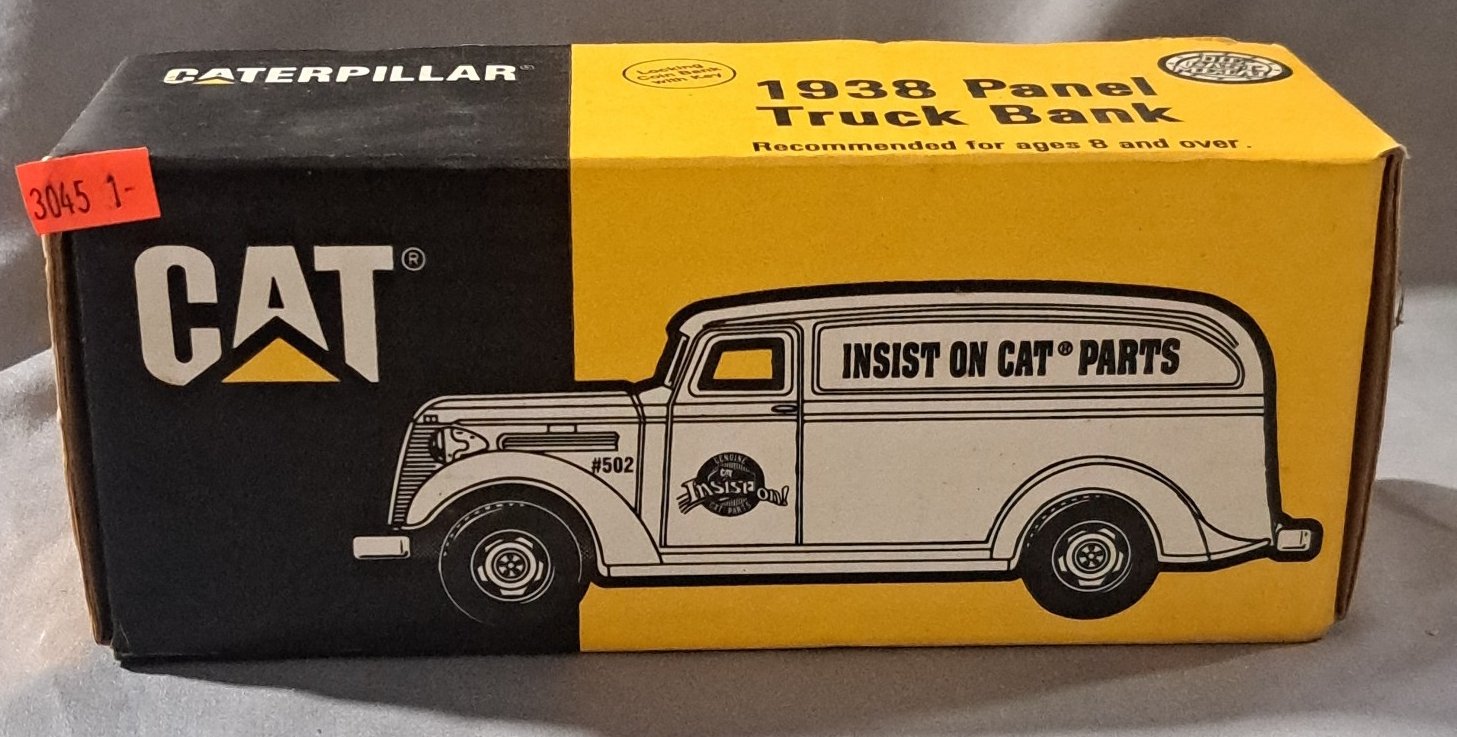 CATERPILLAR®
Locking
Coin Bank
with Key
1938 Panel
Truck Bank
Recommended for ages 8 and over.
3045 1-
CAT®
INSIST ON CAT® PARTS
#502
GENUINE
CAT
INSIST ON!
CAT PARTS